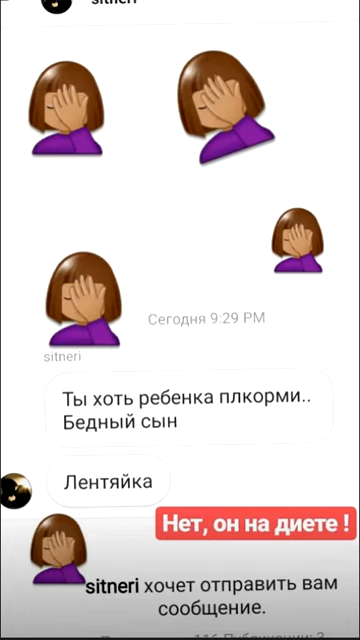 sitneri
Сегодня 9:29 PM
sitneri
Ты хоть ребенка плкорми..
Бедный сын
Лентяйка
Нет, он на диете !
sitneri хочет отправить вам
сообщение.